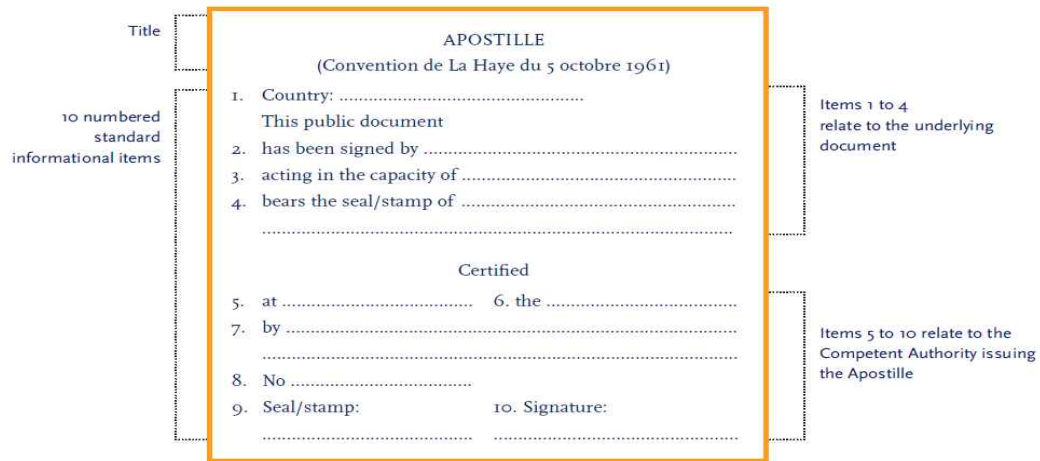 Title
APOSTILLE
(Convention de La Haye du 5 octobre 1961)
10 numbered
standard
informational items
1. Country: ............................................
This public document
2. has been signed by .........................................................
3. acting in the capacity of ..................................................
4. bears the seal/stamp of ..................................................
.....................................................................................
Items 1 to 4
relate to the underlying
document
Certified
5. at ................................... 6. the ...................................
7. by ..................................................................................
.....................................................................................
8. No .................................
9. Seal/stamp: 10. Signature:
...................................... ............................................
Items 5 to 10 relate to the
Competent Authority issuing
the Apostille